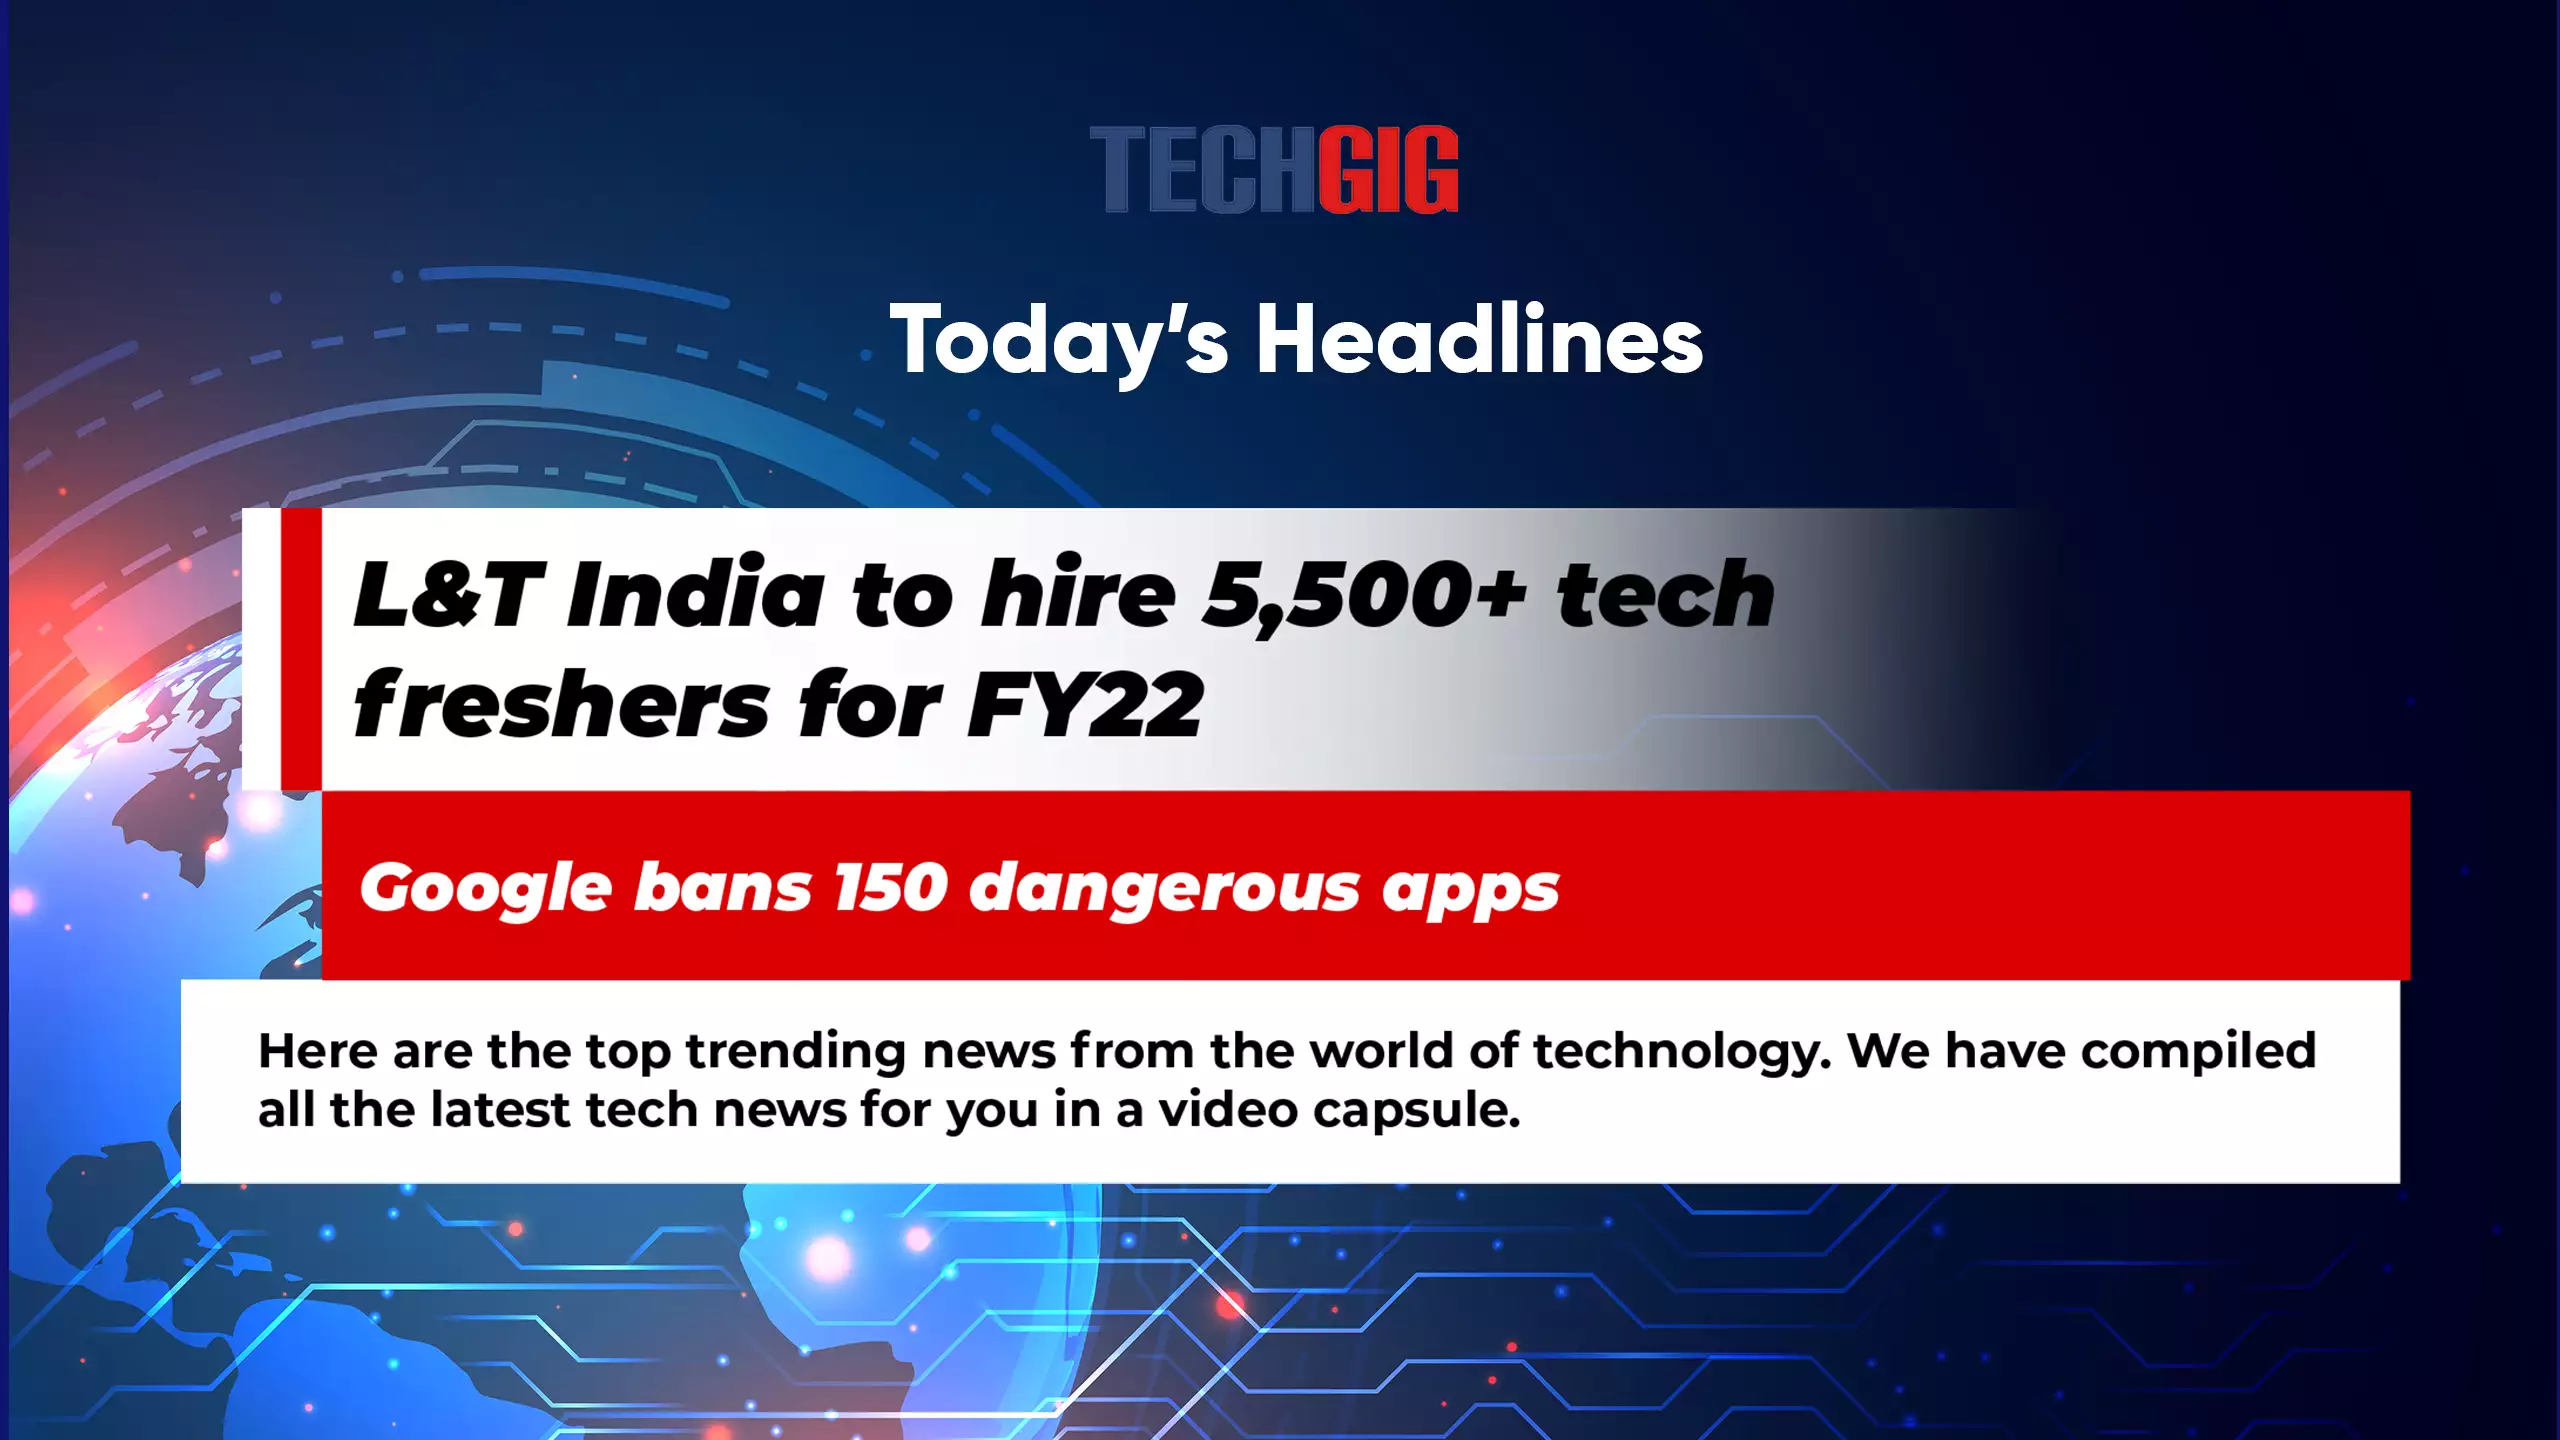 TECHGIG
Today's Headlines
L&T India to hire 5,500+ tech
freshers for FY22
Google bans 150 dangerous apps
Here are the top trending news from the world of technology. We have compiled
all the latest tech news for you in a video capsule.